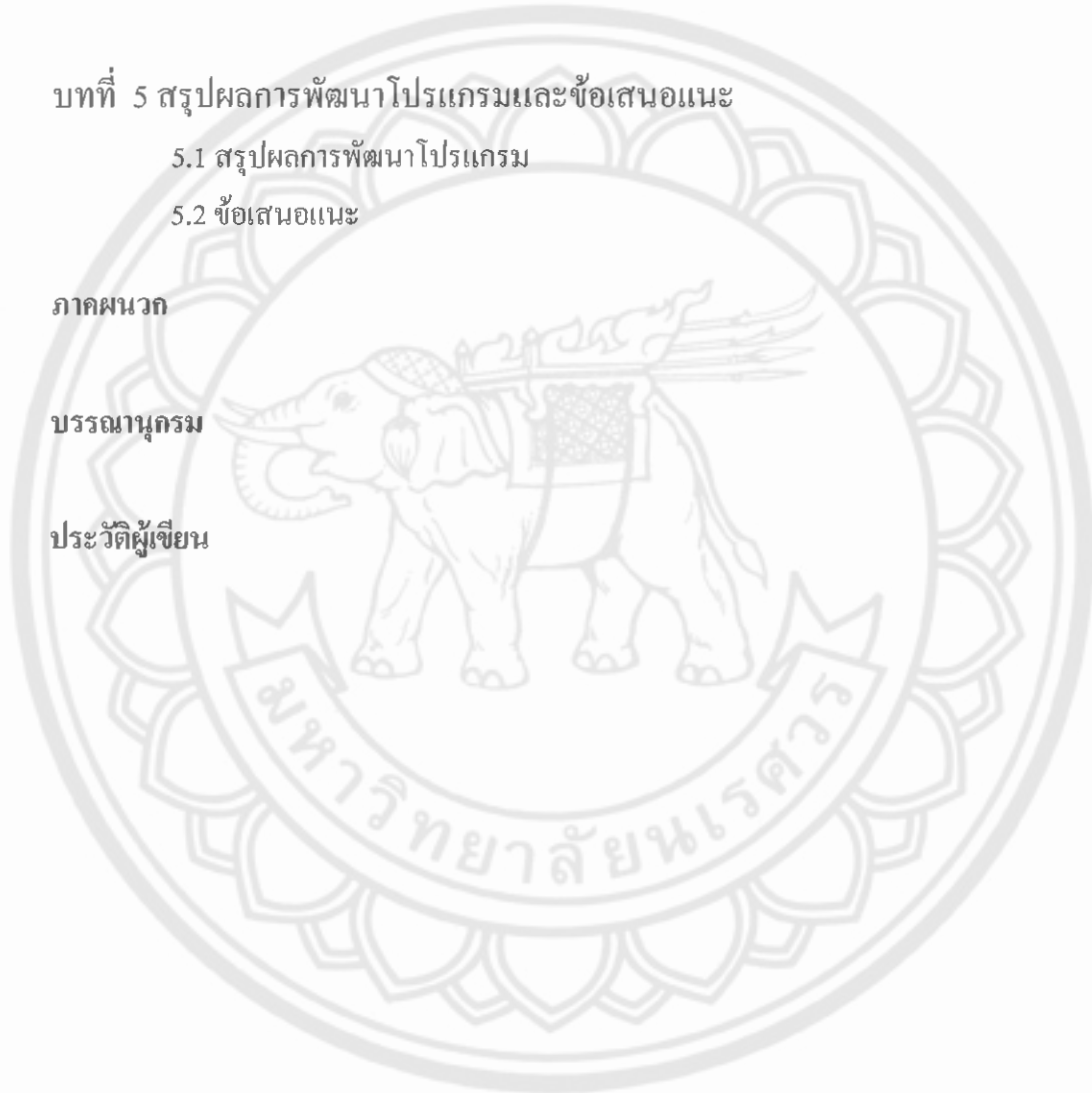 บทที่ 5 สรุปผลการพัฒนาโปรแกรมและข้อเสนอแนะ
5.1 สรุปผลการพัฒนาโปรแกรม
5.2 ข้อเสนอแนะ
ภาคผนวก
บรรณานุกรม
ประวัติผู้เขียน
มหาวิทยาลัยนเรศวร